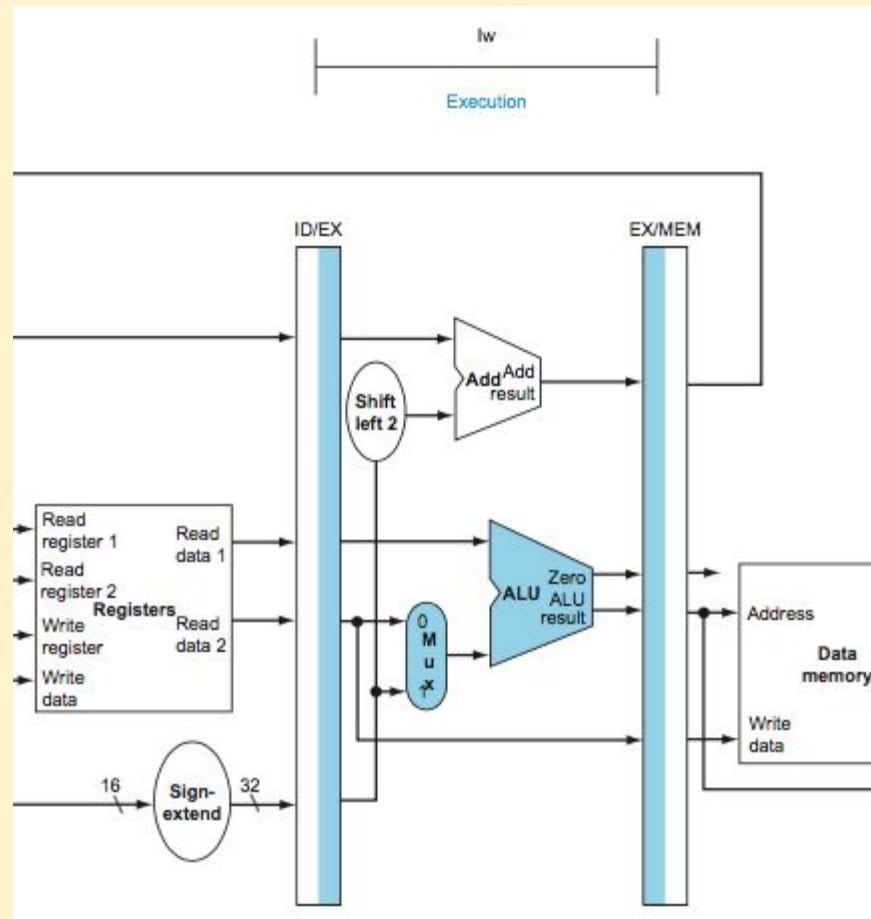 lw
Execution
ID/EX
EX/MEM
Add
Add
result
Shift
left 2
Read
register 1
Read
data 1
Read
register 2
Registers
Write
register
Read
data 2
Write
data
Zero
ALU
ALU
result
0
M
u
x
1
Address
Data
memory
Write
data
16
Sign-
extend
32